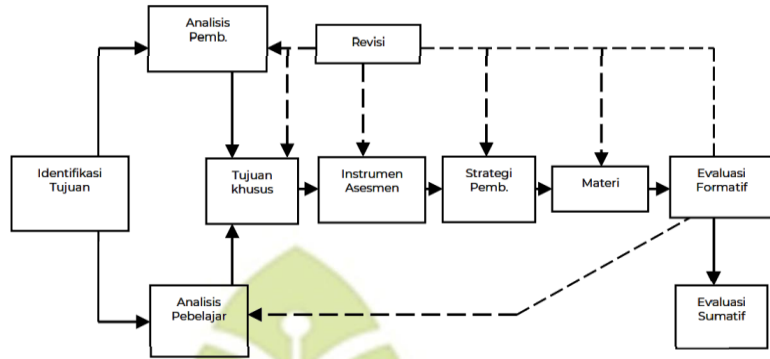 Analisis
Pemb.
Revisi
Identifikasi
Tujuan
Tujuan
khusus
Instrumen
Asesmen
Strategi
Pemb.
Materi
Evaluasi
Formatif
Analisis
Pebelajar
Evaluasi
Sumatif